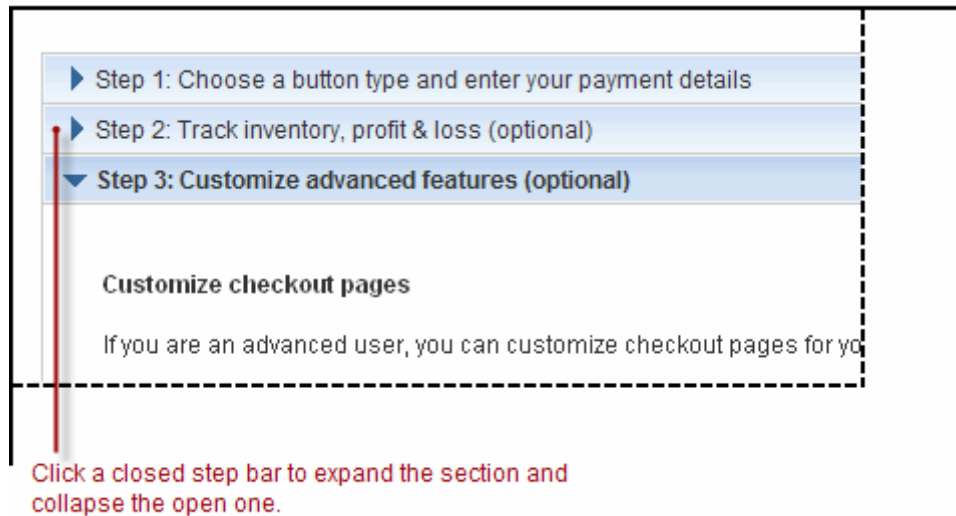 Step 1: Choose a button type and enter your payment details
Step 2: Track inventory, profit & loss (optional)
Step 3: Customize advanced features (optional)
Customize checkout pages
If you are an advanced user, you can customize checkout pages for yo
Click a closed step bar to expand the section and
collapse the open one.